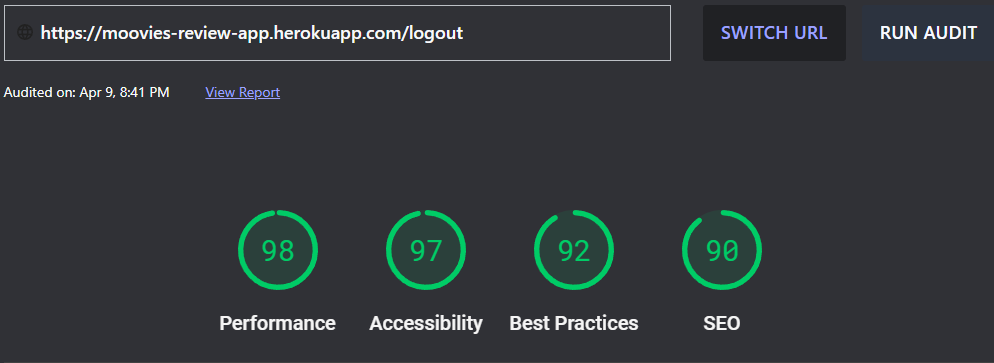 https://moovies-review-app.herokuapp.com/logout
SWITCH URL
RUN AUDIT
Audited on: Apr 9, 8:41 PM
View Report
98
97
92
90
Performance
Accessibility
Best Practices
SEO